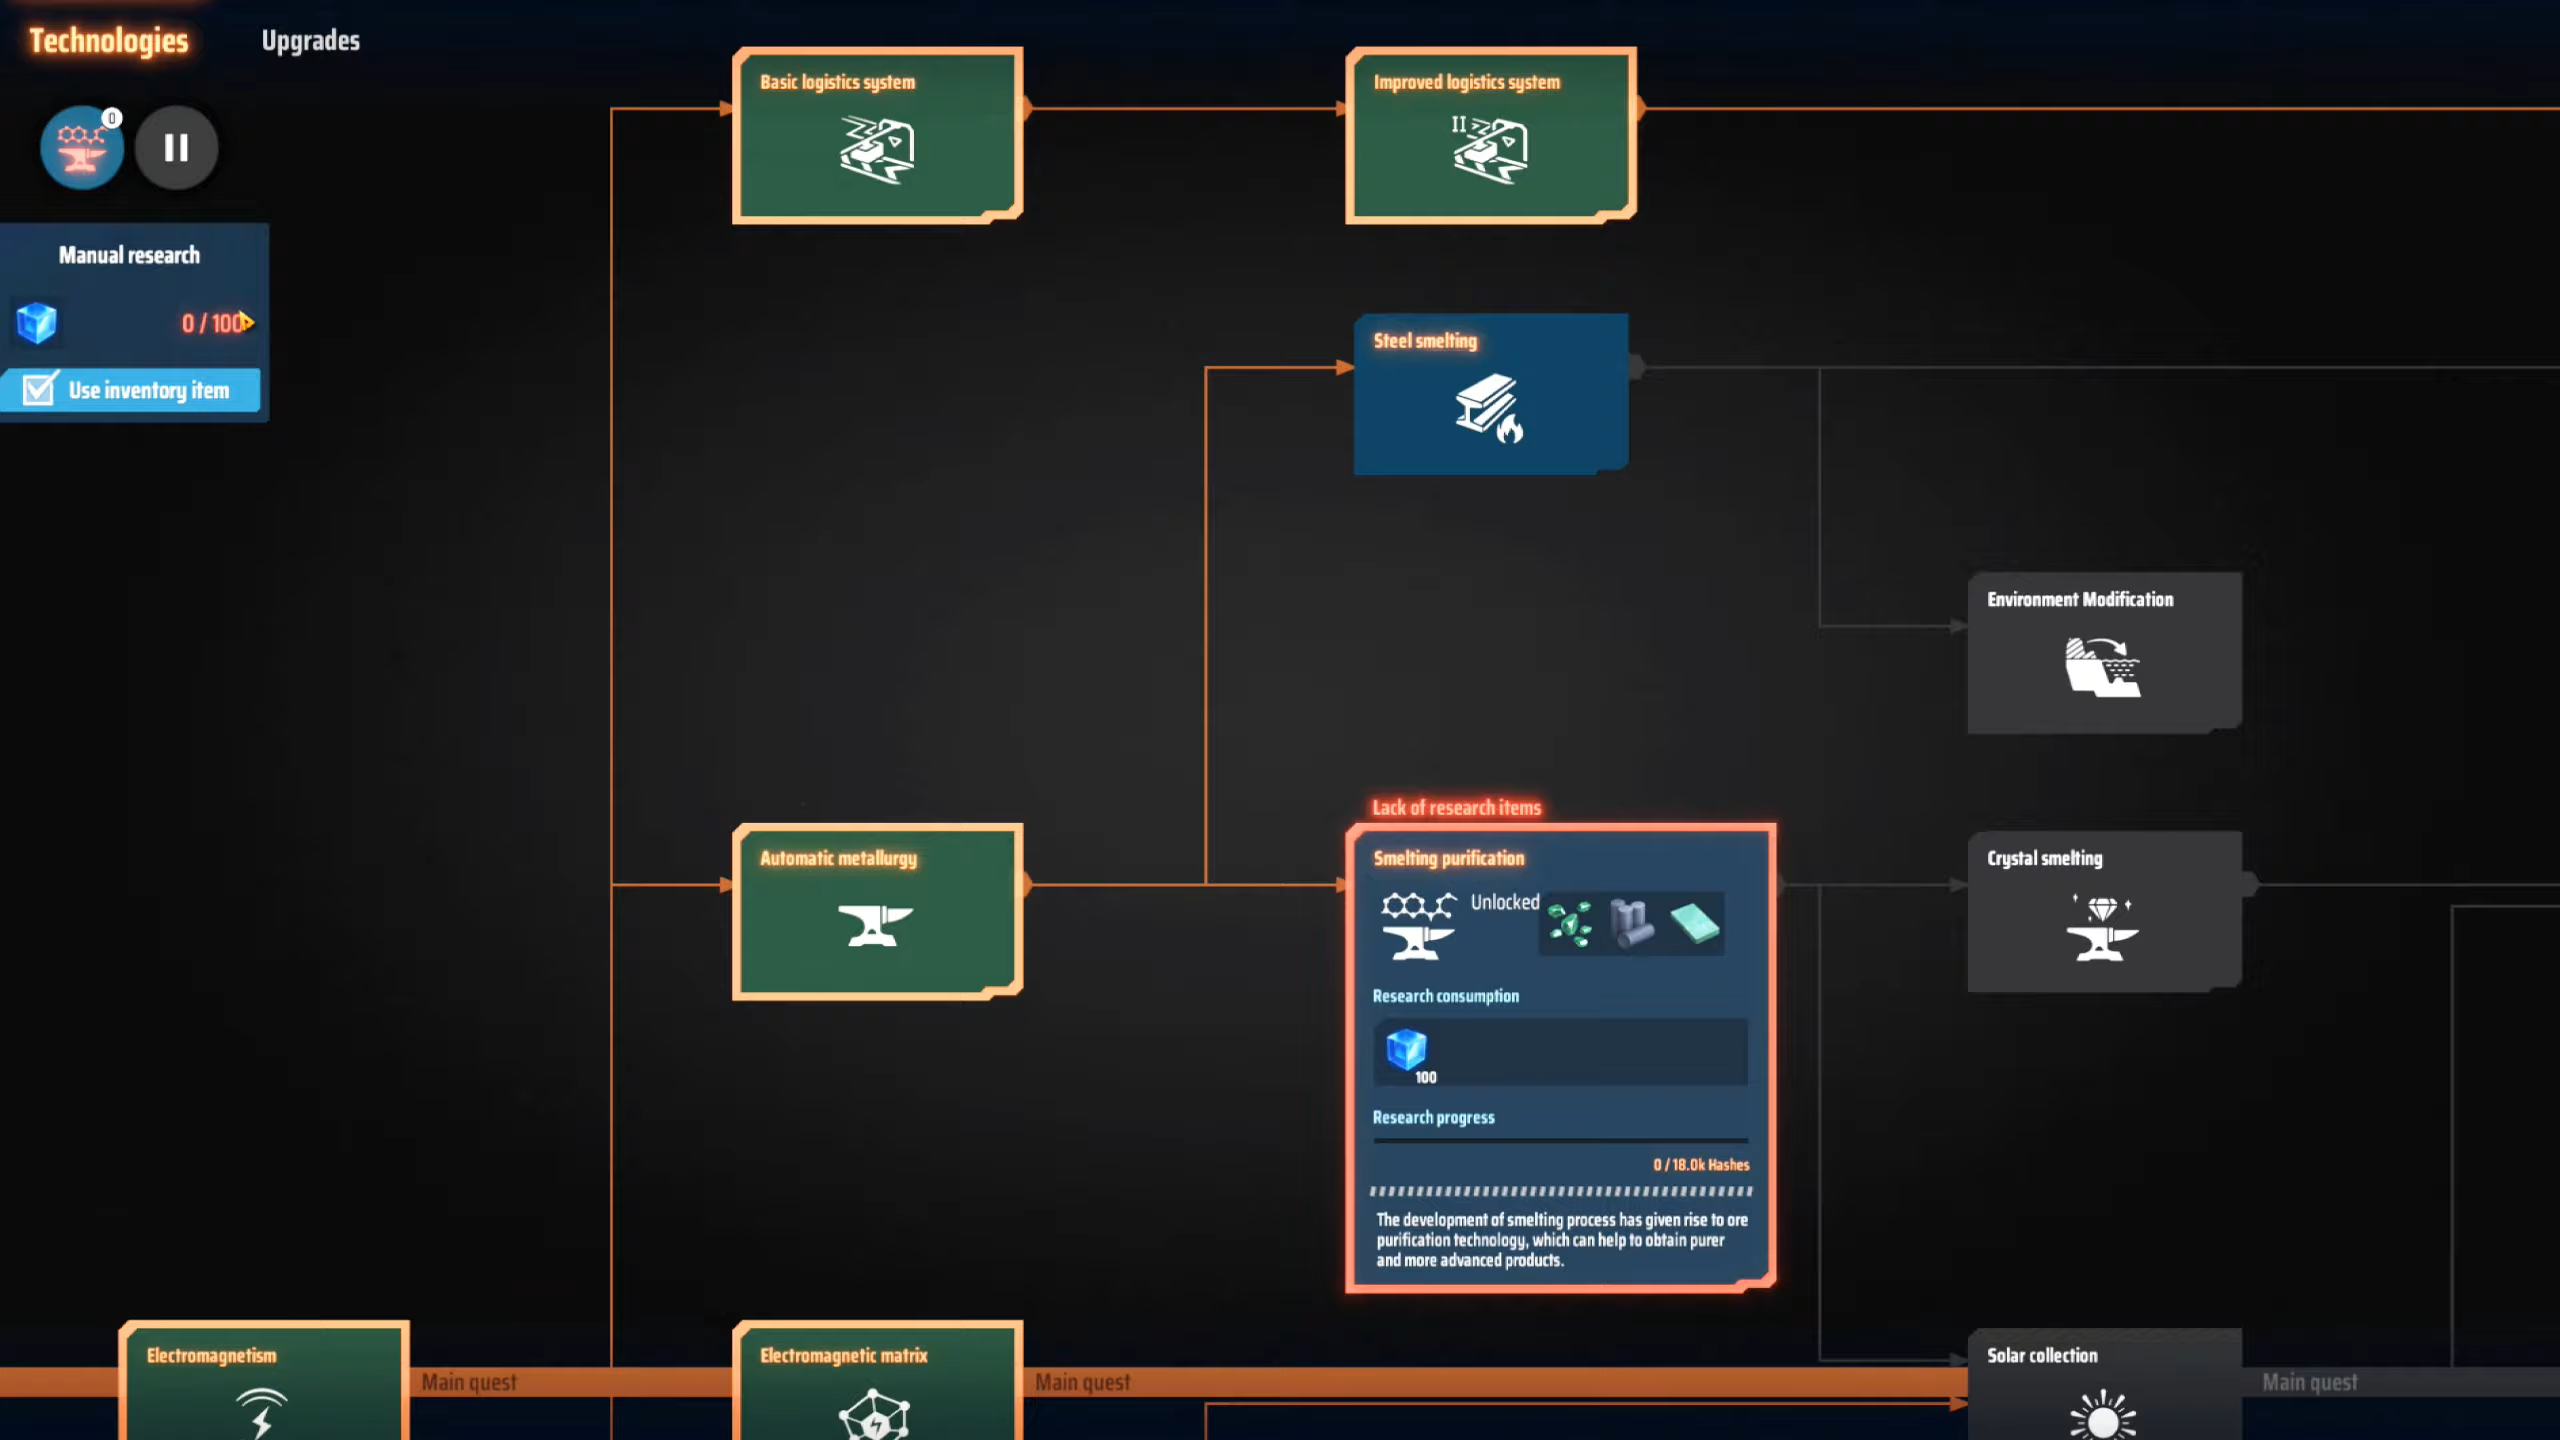 Technologies
Upgrades
0
Manual research
0 / 100
Use inventory item
Basic logistics system
Improved logistics system
II
Steel smelting
Environment Modification
Lack of research items
Automatic metallurgy
Smelting purification
Unlocked
Research consumption
100
Research progress
0 / 18.0k Hashes
The development of smelting process has given rise to ore
purification technology, which can help to obtain purer
and more advanced products.
Crystal smelting
Electromagnetism
Main quest
Electromagnetic matrix
Main quest
Solar collection
Main quest